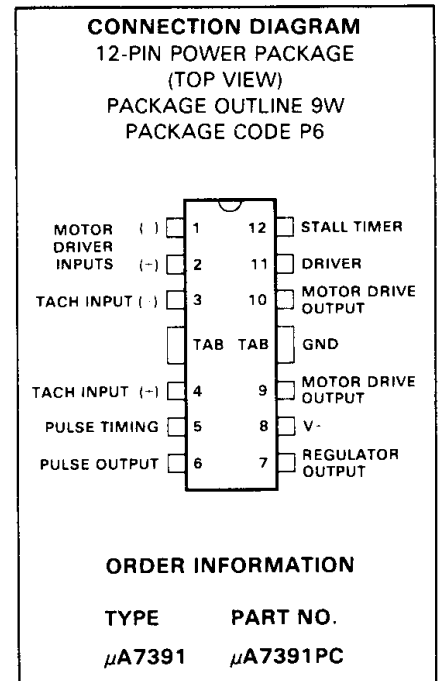 CONNECTION DIAGRAM
12-PIN POWER PACKAGE
(TOP VIEW)
PACKAGE OUTLINE 9W
PACKAGE CODE P6
MOTOR DRIVER INPUTS
(-) 1
(+) 2
TACH INPUT (-) 3
TAB
TACH INPUT (+) 4
PULSE TIMING 5
PULSE OUTPUT 6
12 STALL TIMER
11 DRIVER
10 MOTOR DRIVE OUTPUT
TAB GND
9 MOTOR DRIVE OUTPUT
8 V-
7 REGULATOR OUTPUT
ORDER INFORMATION
TYPE PART NO.
μA7391 μA7391PC